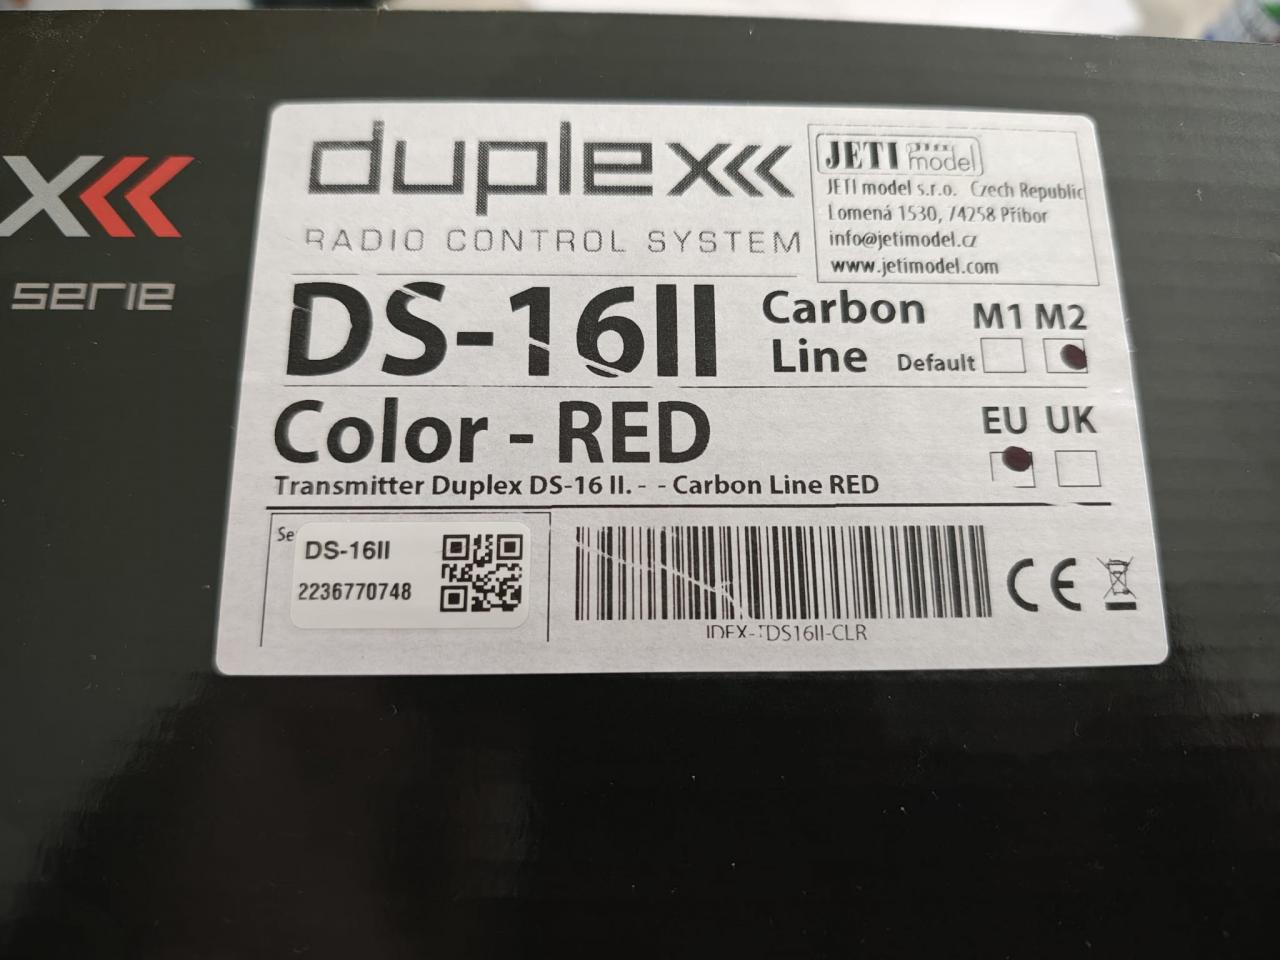 duplex
RADIO CONTROL SYSTEM
JETI model
JETI model s.r.o. Czech Republic
Lomená 1530, 74258 Příbor
info@jetimodel.cz
www.jetimodel.com
DS-16II
Carbon
Line
Default
M1 M2
Color - RED
EU UK
Transmitter Duplex DS-16 II. - - Carbon Line RED
Se
DS-16II
2236770748
CE
IDEX-TDS16II-CLR
X
serie